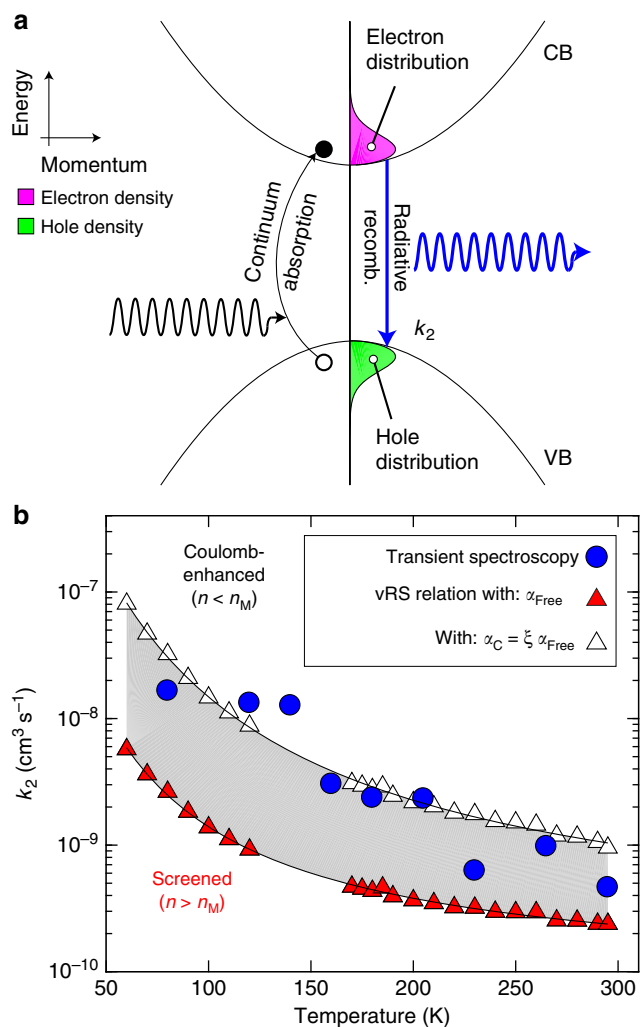 a
Energy
Momentum
Electron density
Hole density
Electron
distribution
CB
Continuum
absorption
Radiative
recomb.
k2
Hole
distribution
VB
b
Coulomb-
enhanced
(n < nM)
Transient spectroscopy
vRS relation with: αFree
With: αC = ξ αFree
Screened
(n > nM)
k2 (cm3 s−1)
10−7
10−8
10−9
10−10
50 100 150 200 250 300
Temperature (K)